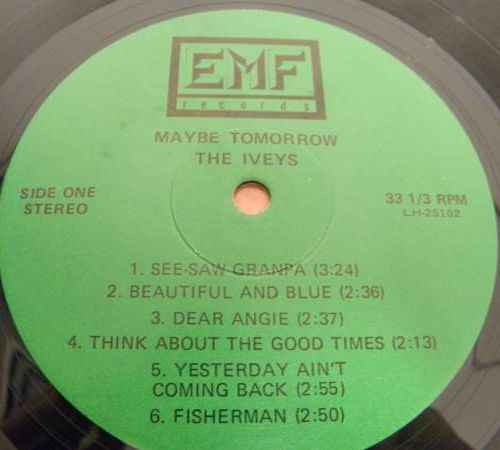 EMF
records
MAYBE TOMORROW
THE IVEYS
SIDE ONE
STEREO
33 1/3 RPM
LH-25102
1. SEE-SAW GRANPA (3:24)
2. BEAUTIFUL AND BLUE (2:36)
3. DEAR ANGIE (2:37)
4. THINK ABOUT THE GOOD TIMES (2:13)
5. YESTERDAY AIN'T
COMING BACK (2:55)
6. FISHERMAN (2:50)